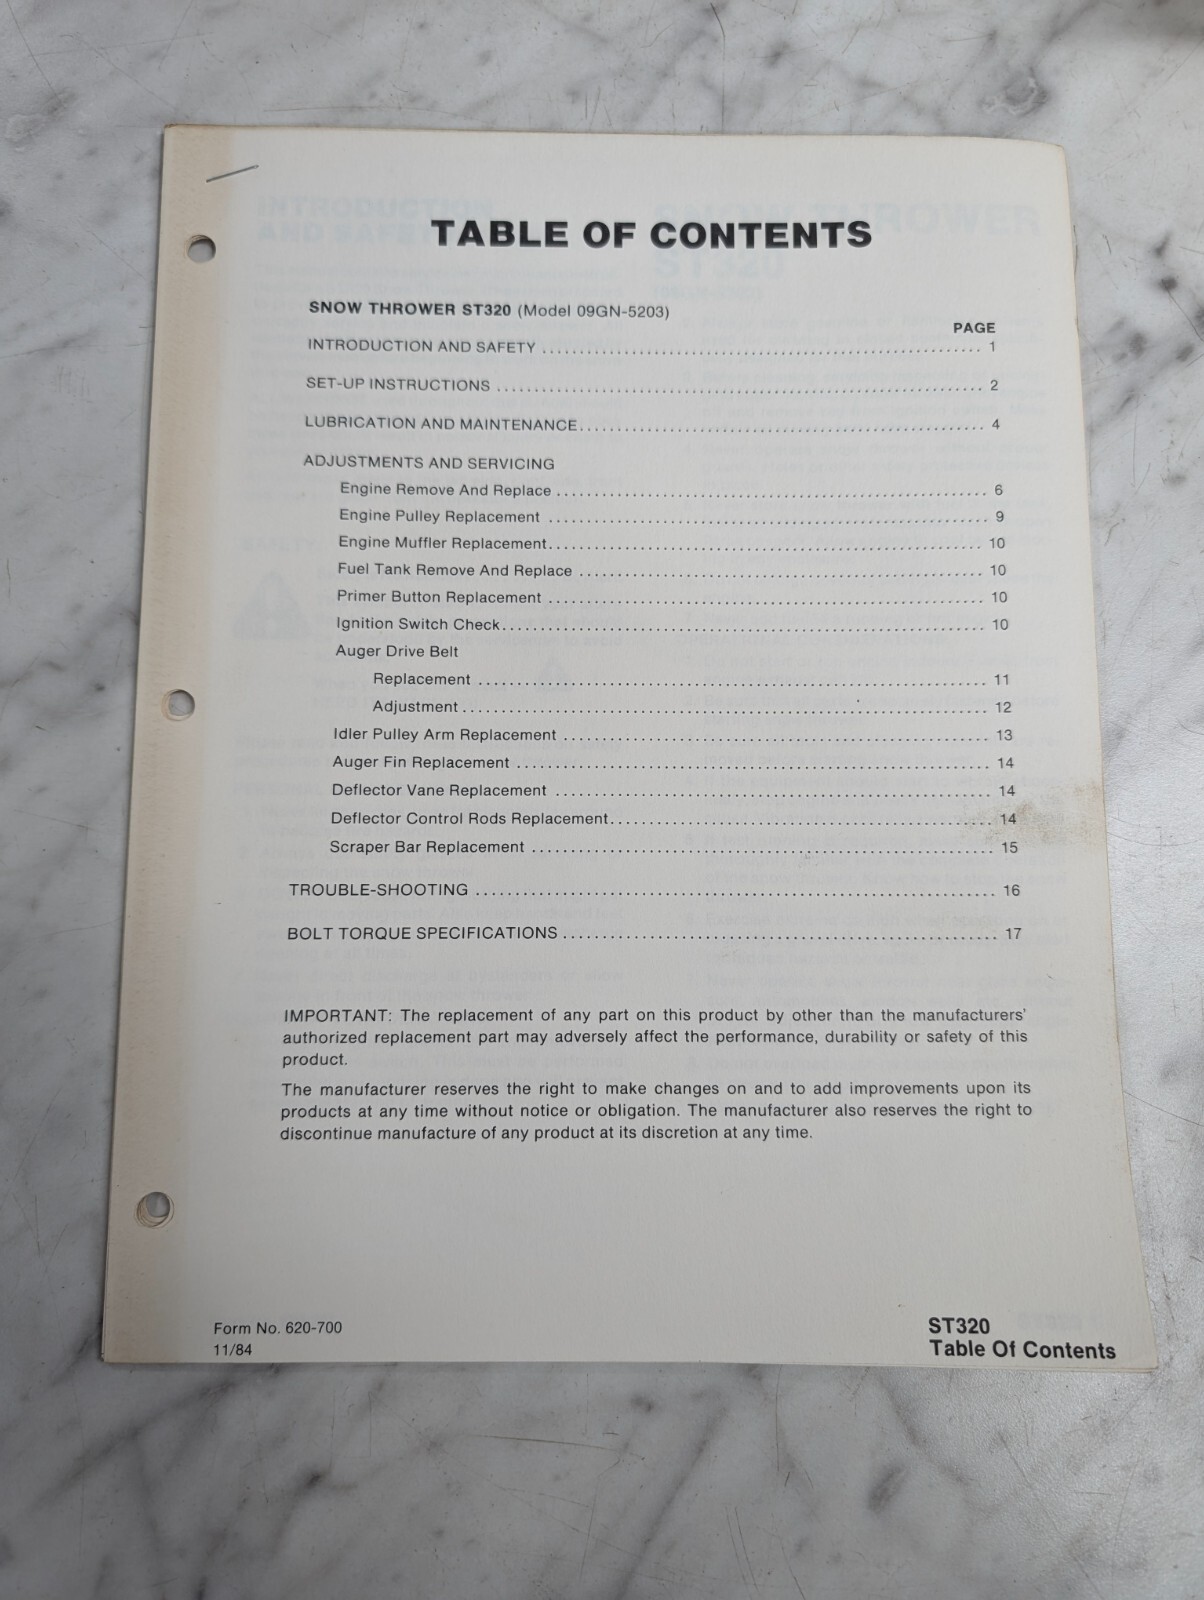 TABLE OF CONTENTS
SNOW THROWER ST320 (Model 09GN-5203)
PAGE
INTRODUCTION AND SAFETY ........ 1
SET-UP INSTRUCTIONS ........ 2
LUBRICATION AND MAINTENANCE ........ 4
ADJUSTMENTS AND SERVICING
Engine Remove And Replace ........ 6
Engine Pulley Replacement ........ 9
Engine Muffler Replacement ........ 10
Fuel Tank Remove And Replace ........ 10
Primer Button Replacement ........ 10
Ignition Switch Check ........ 10
Auger Drive Belt
Replacement ........ 11
Adjustment ........ 12
Idler Pulley Arm Replacement ........ 13
Auger Fin Replacement ........ 14
Deflector Vane Replacement ........ 14
Deflector Control Rods Replacement ........ 14
Scraper Bar Replacement ........ 15
TROUBLE-SHOOTING ........ 16
BOLT TORQUE SPECIFICATIONS ........ 17
IMPORTANT: The replacement of any part on this product by other than the manufacturers'
authorized replacement part may adversely affect the performance, durability or safety of this
product.
The manufacturer reserves the right to make changes on and to add improvements upon its
products at any time without notice or obligation. The manufacturer also reserves the right to
discontinue manufacture of any product at its discretion at any time.
Form No. 620-700
11/84
ST320
Table Of Contents